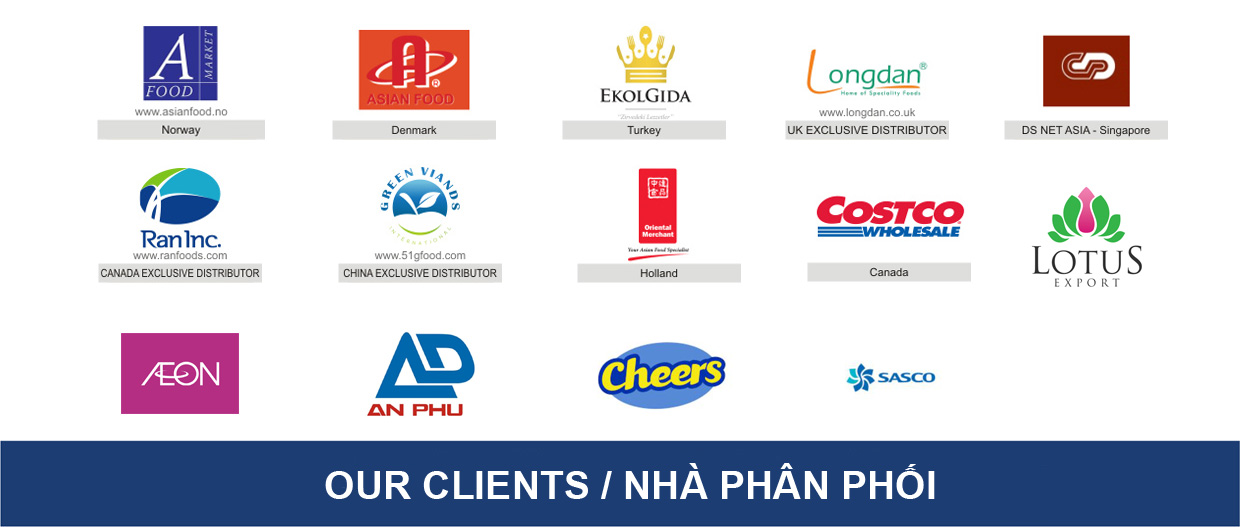 A
FOOD
MARKET
www.asianfood.no
Norway
A
®
ASIAN FOOD
Denmark
EKOLGIDA
Turkey
Longdan®
Home of Speciality Foods
www.longdan.co.uk
UK EXCLUSIVE DISTRIBUTOR
DS NET ASIA - Singapore
Ran Inc.
www.ranfoods.com
CANADA EXCLUSIVE DISTRIBUTOR
GREEN VIANDS
INTERNATIONAL
www.51gfood.com
CHINA EXCLUSIVE DISTRIBUTOR
Oriental
Merchant
Your Asian Food Specialist
Holland
COSTCO
WHOLESALE
Canada
LOTUS
EXPORT
ÆON
AN PHU
Cheers
SASCO
OUR CLIENTS / NHÀ PHÂN PHỐI